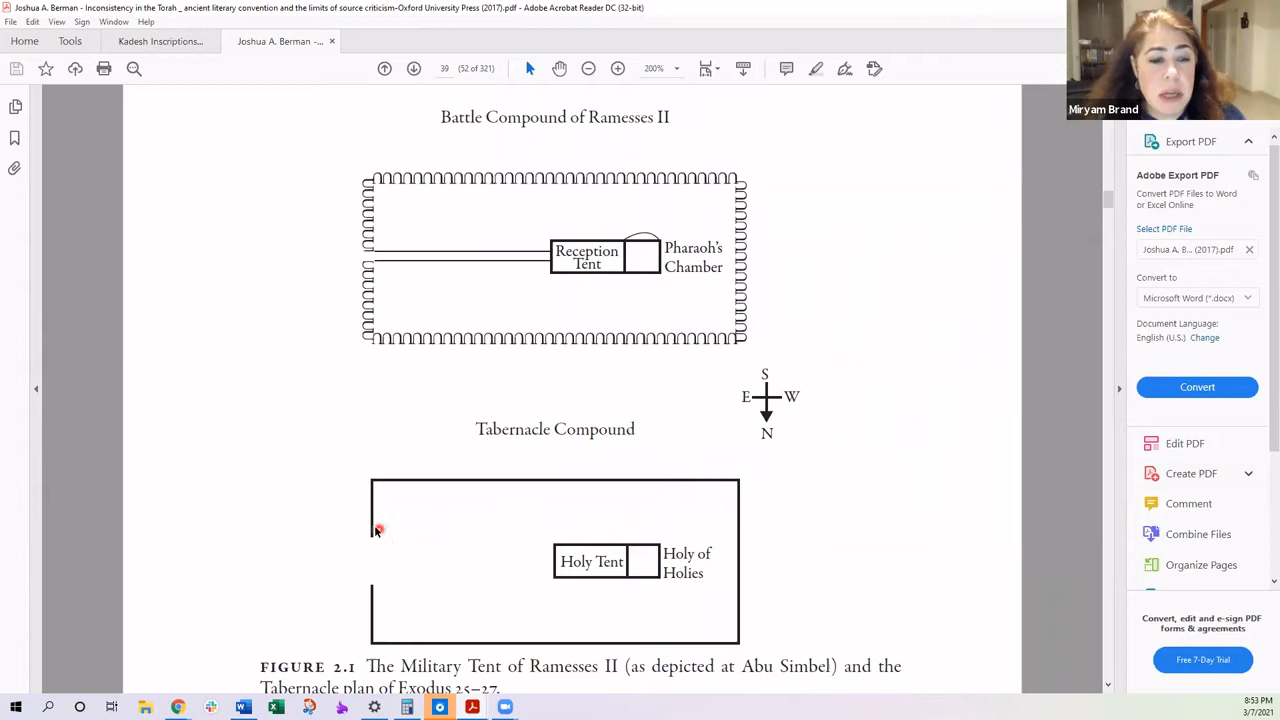 Joshua A. Berman - Inconsistency in the Torah _ ancient literary convention and the limits of source criticism-Oxford University Press (2017).pdf - Adobe Acrobat Reader DC (32-bit)
File Edit View Sign Window Help
Home Tools Kadesh Inscriptions... Joshua A. Berman -... ×
39 (52 of 321) 200%
Miryam Brand
Battle Compound of Ramesses II
Reception
Tent
Pharaoh's
Chamber
S
E W
N
Tabernacle Compound
Holy Tent
Holy of
Holies
FIGURE 2.1 The Military Tent of Ramesses II (as depicted at Abu Simbel) and the
Tabernacle plan of Exodus 25–27.
Export PDF
Adobe Export PDF
Convert PDF Files to Word
or Excel Online
Select PDF File
Joshua A. B... (2017).pdf
Convert to
Microsoft Word (*.docx)
Document Language:
English (U.S.) Change
Convert
Edit PDF
Create PDF
Comment
Combine Files
Organize Pages
Convert, edit and e-sign PDF
forms & agreements
Free 7-Day Trial
8:53 PM
3/7/2021